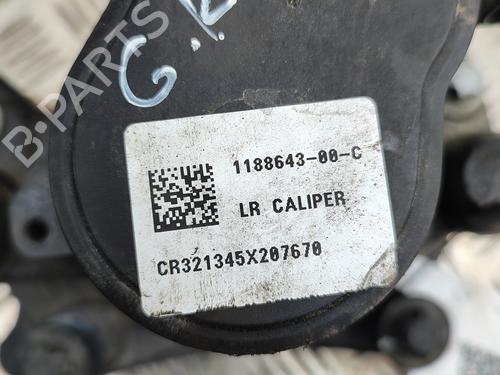 B-PARTS
1188643-00-C
LR CALIPER
CR321345X207670